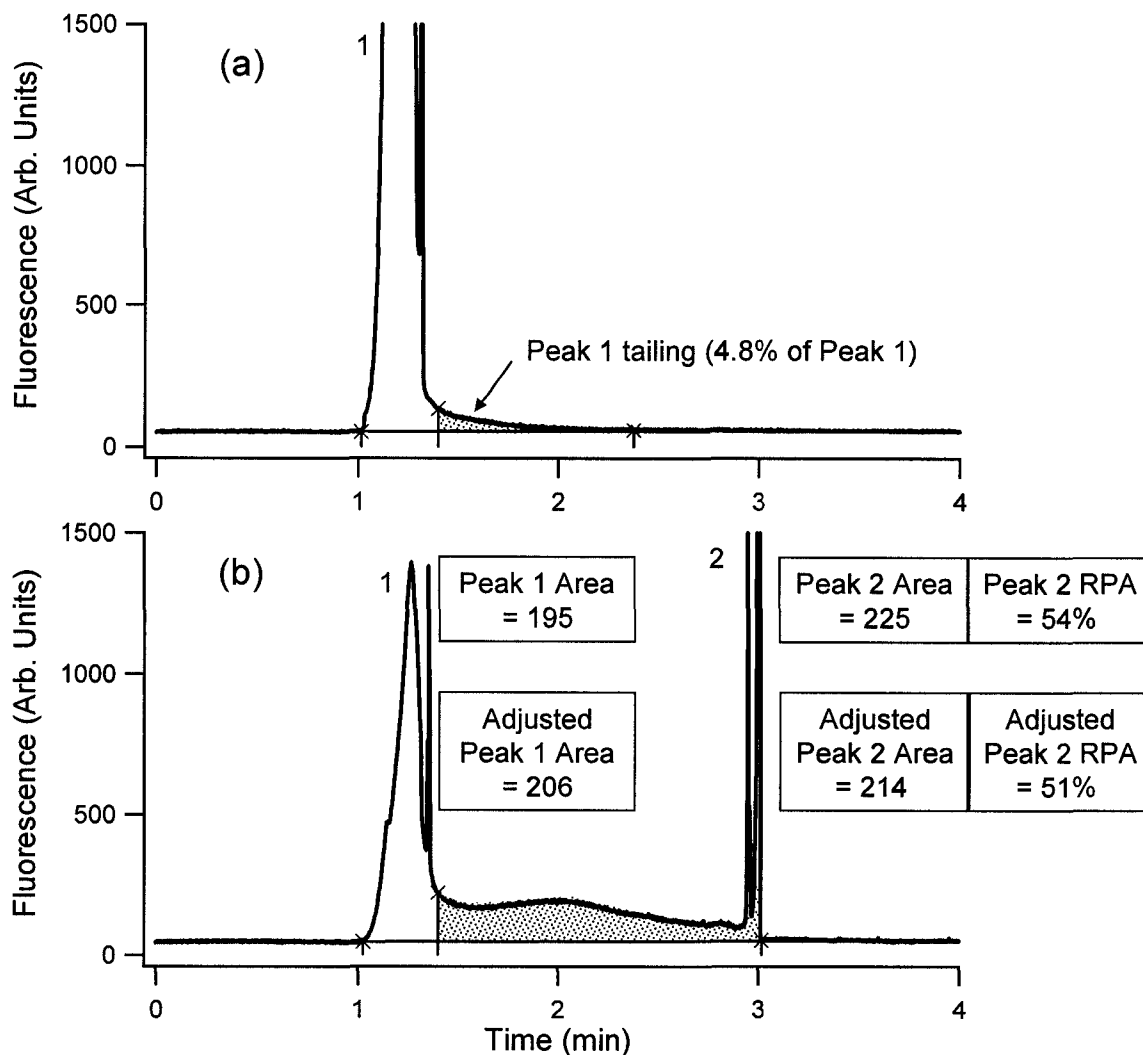 (a)
1
Fluorescence (Arb. Units)
1500
1000
500
0
Peak 1 tailing (4.8% of Peak 1)
0 1 2 3 4
(b)
1
2
Fluorescence (Arb. Units)
1500
1000
500
0
Peak 1 Area
= 195
Peak 2 Area
= 225
Peak 2 RPA
= 54%
Adjusted
Peak 1 Area
= 206
Adjusted
Peak 2 Area
= 214
Adjusted
Peak 2 RPA
= 51%
0 1 2 3 4
Time (min)